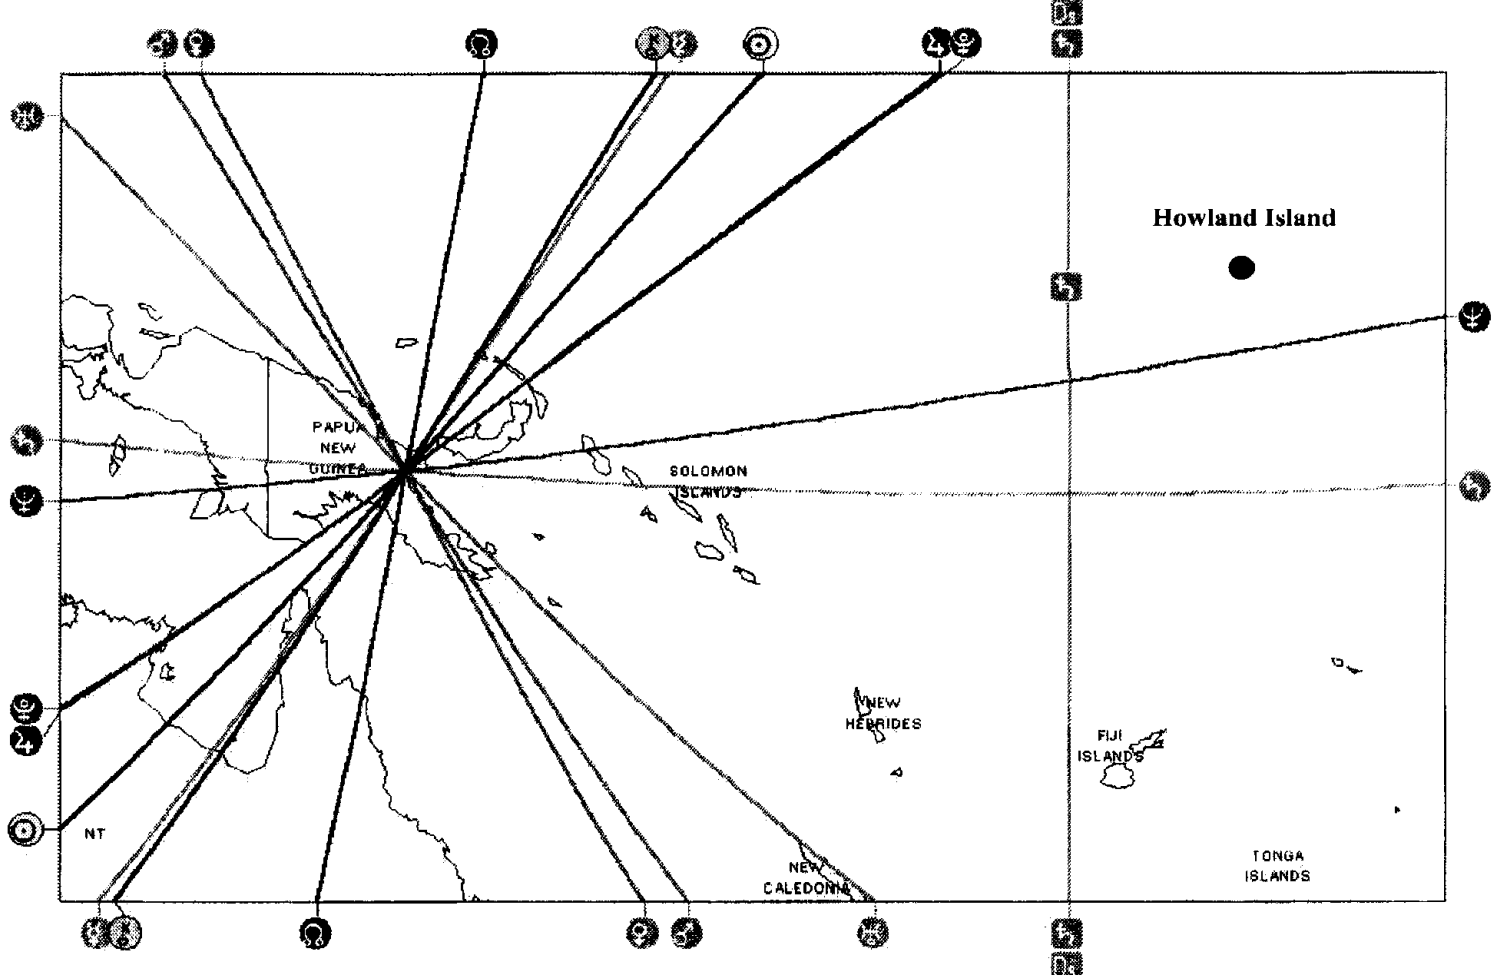 Howland Island
PAPUA
NEW
GUINEA
SOLOMON
ISLANDS
NEW
HEBRIDES
FIJI
ISLANDS
NT
NEW
CALEDONIA
TONGA
ISLANDS